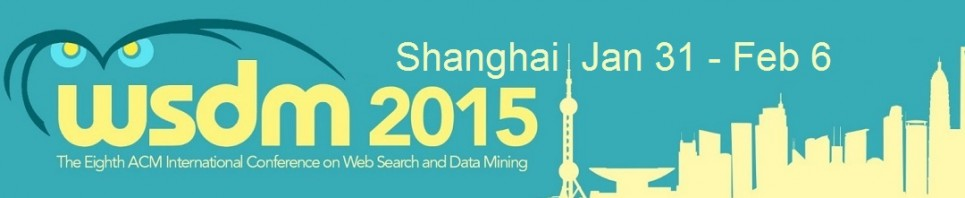 Shanghai Jan 31 - Feb 6
wsdm 2015
The Eighth ACM International Conference on Web Search and Data Mining